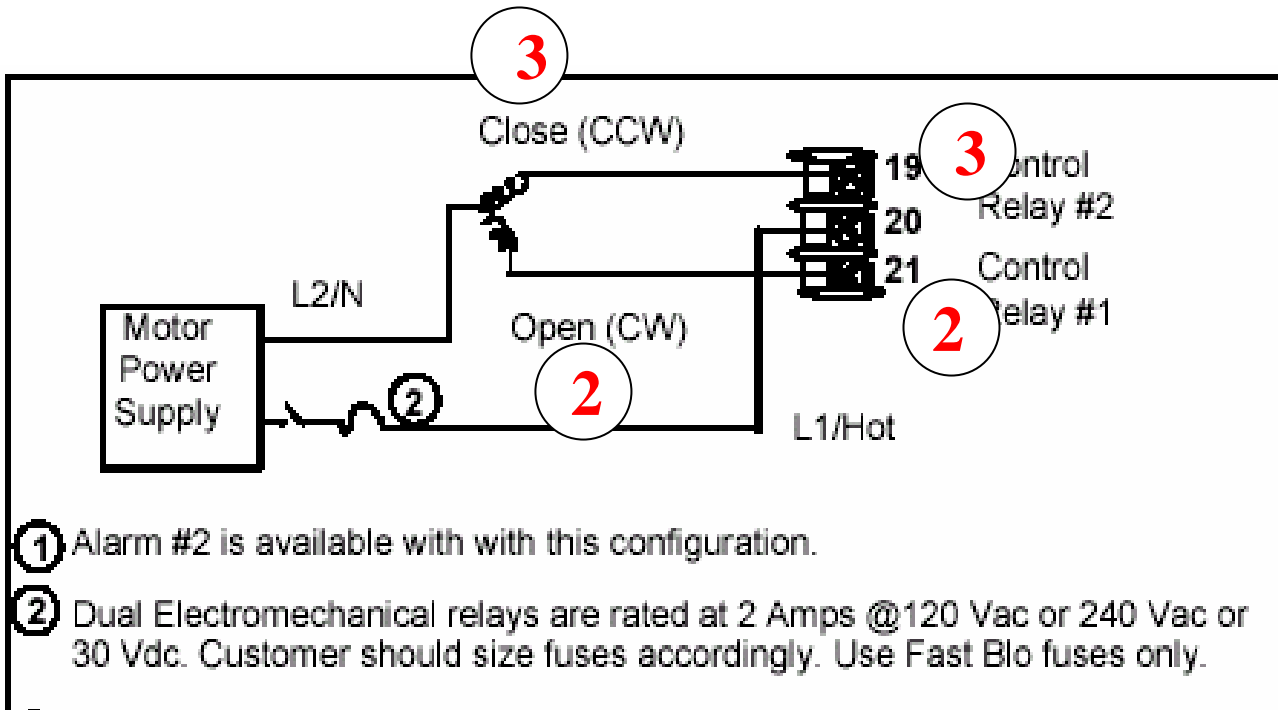 3
Close (CCW)
19
3
ontrol
Relay #2
20
21
Control
elay #1
2
L2/N
Open (CW)
2
Motor
Power
Supply
2
L1/Hot
1 Alarm #2 is available with with this configuration.
2 Dual Electromechanical relays are rated at 2 Amps @120 Vac or 240 Vac or
30 Vdc. Customer should size fuses accordingly. Use Fast Blo fuses only.